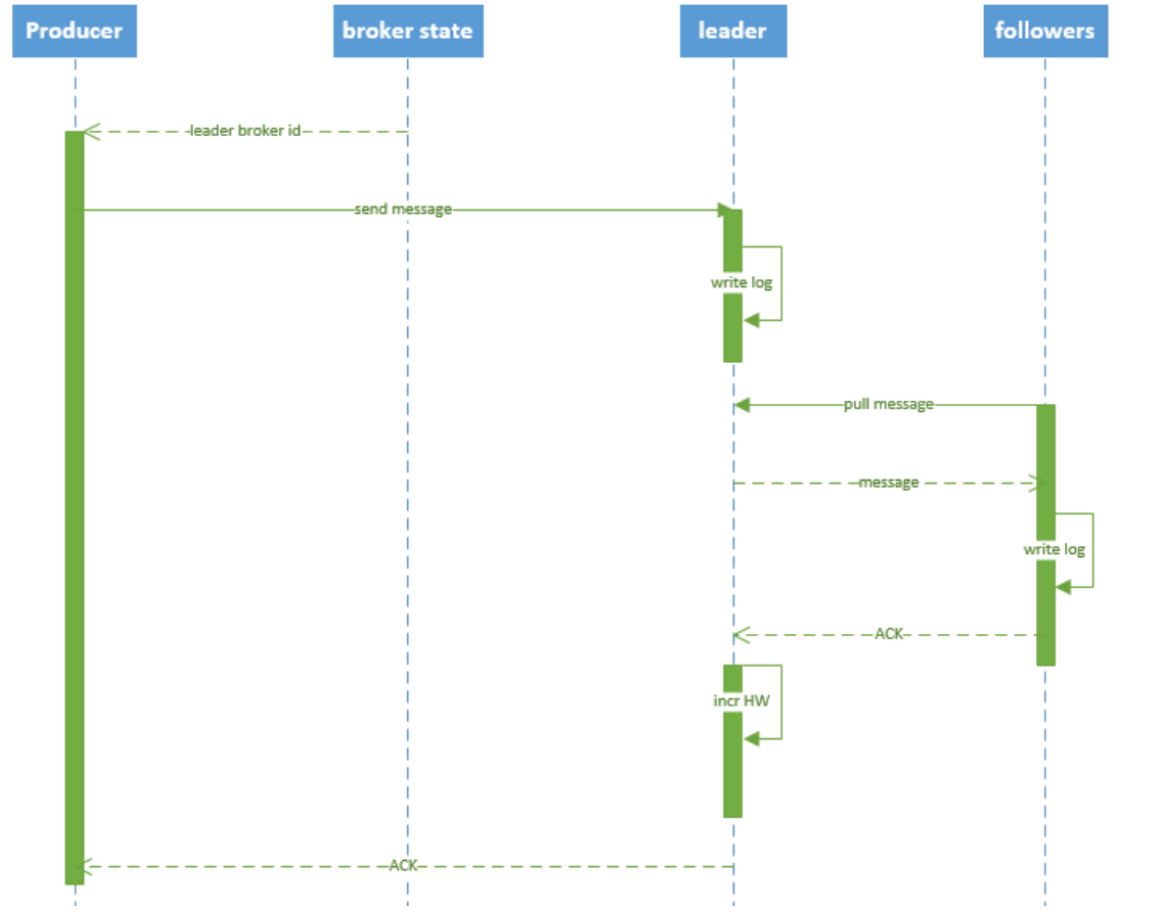 Producer
broker state
leader
followers
leader broker id
send message
write log
pull message
message
write log
ACK
incr HW
ACK